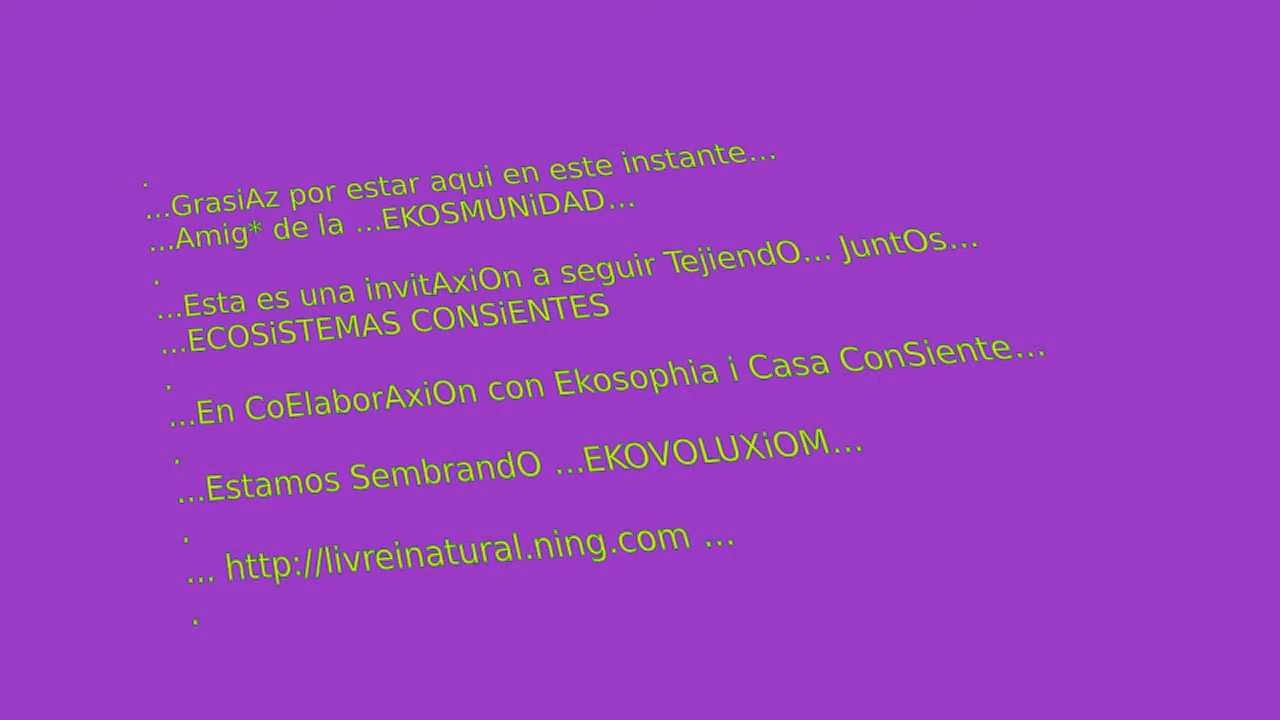 .
...GrasiAz por estar aqui en este instante...
...Amig* de la ...EKOSMUNiDAD...
.
...Esta es una invitAxiOn a seguir TejiendO... JuntOs...
...ECOSiSTEMAS CONSiENTES
.
...En CoElaborAxiOn con Ekosophia i Casa ConSiente...
.
...Estamos SembrandO ...EKOVOLUXiOM...
.
... http://livreinatural.ning.com ...
.